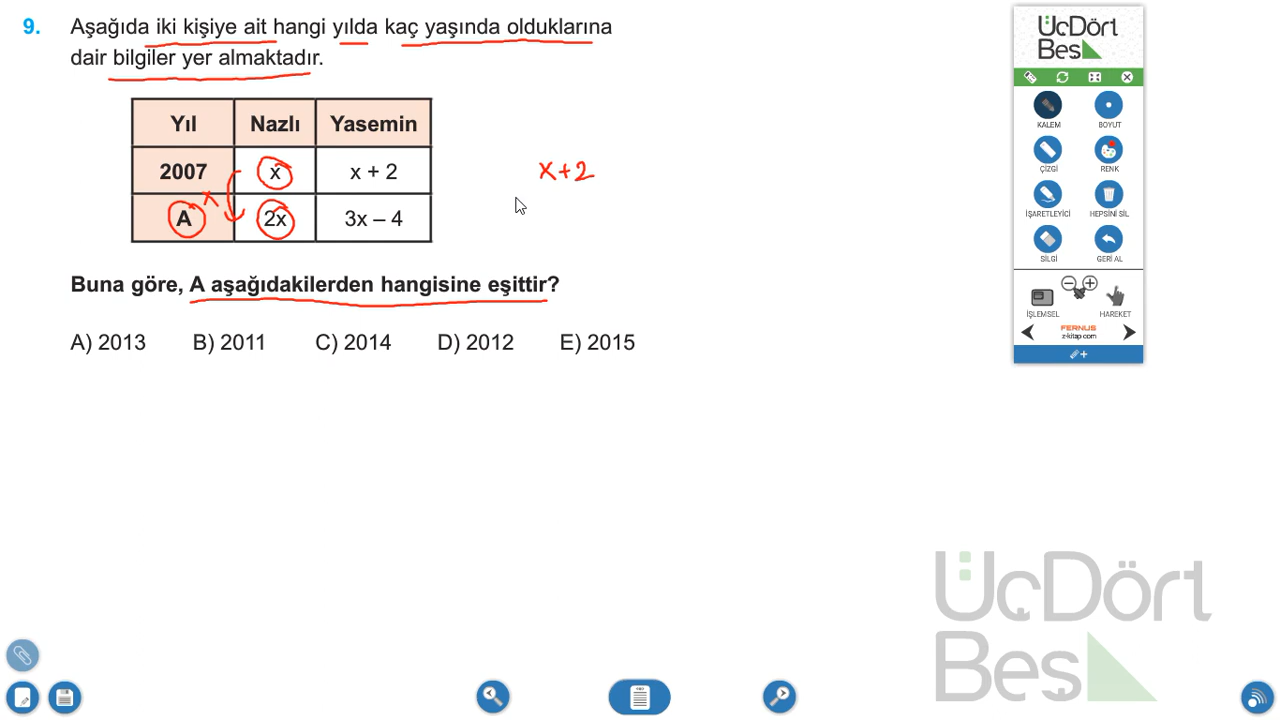 9. Aşağıda iki kişiye ait hangi yılda kaç yaşında olduklarına
dair bilgiler yer almaktadır.
Yıl Nazlı Yasemin
2007 x x + 2
x
A 2x 3x – 4
x+2
Buna göre, A aşağıdakilerden hangisine eşittir?
A) 2013 B) 2011 C) 2014 D) 2012 E) 2015
ÜçDört
Beş
KALEM BOYUT
ÇİZGİ RENK
İŞARETLEYİCİ HEPSİNİ SİL
SİLGİ GERİ AL
İŞLEMSEL HAREKET
FERNUS
z-kitap.com
ÜçDört
Beş